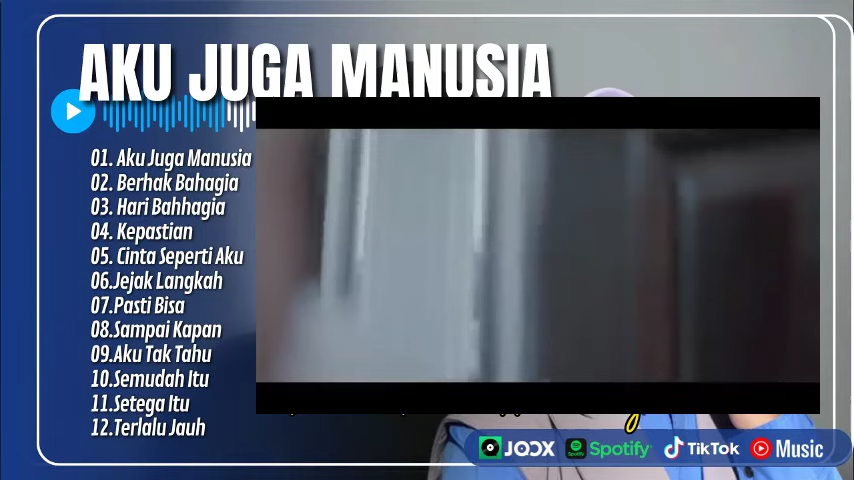 AKU JUGA MANUSIA
01. Aku Juga Manusia
02. Berhak Bahagia
03. Hari Bahhagia
04. Kepastian
05. Cinta Seperti Aku
06.Jejak Langkah
07.Pasti Bisa
08.Sampai Kapan
09.Aku Tak Tahu
10.Semudah Itu
11.Setega Itu
12.Terlalu Jauh
JOOX Spotify TikTok Music